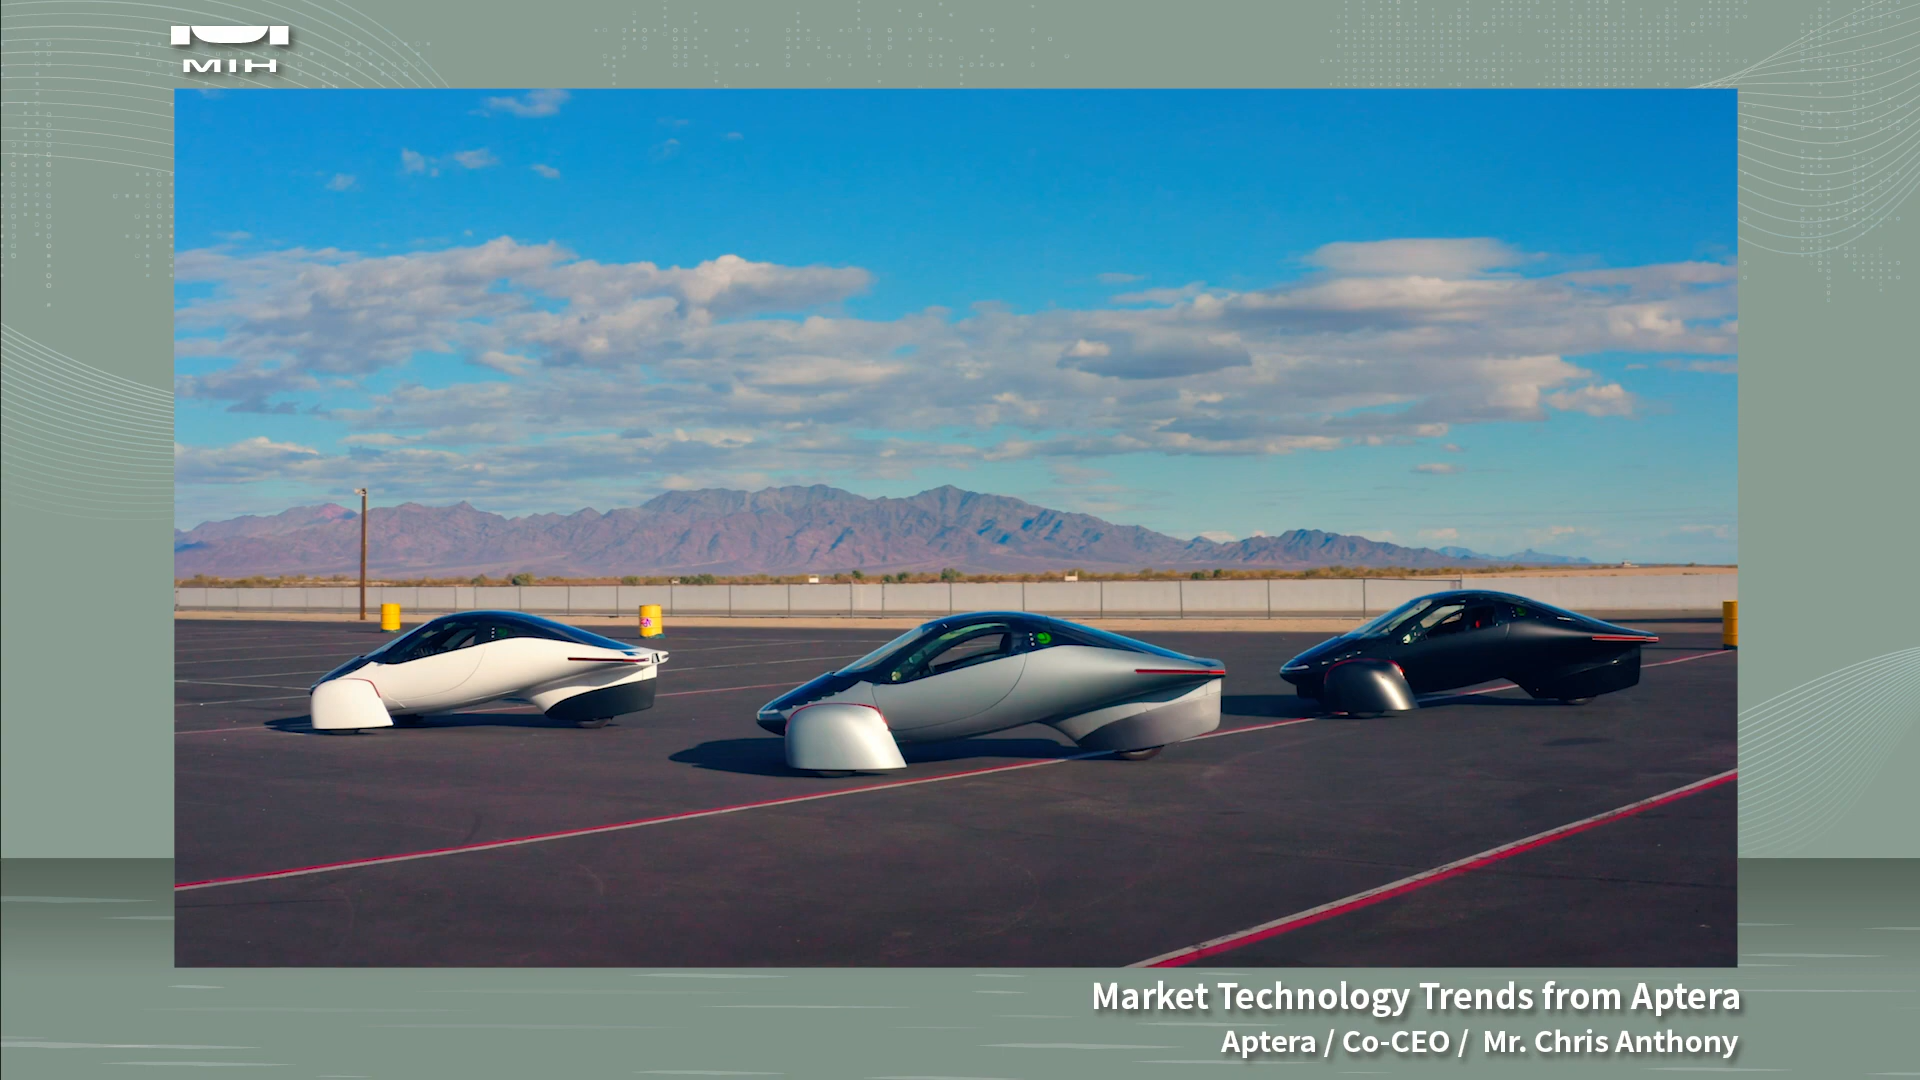 MIH
Market Technology Trends from Aptera
Aptera / Co-CEO / Mr. Chris Anthony